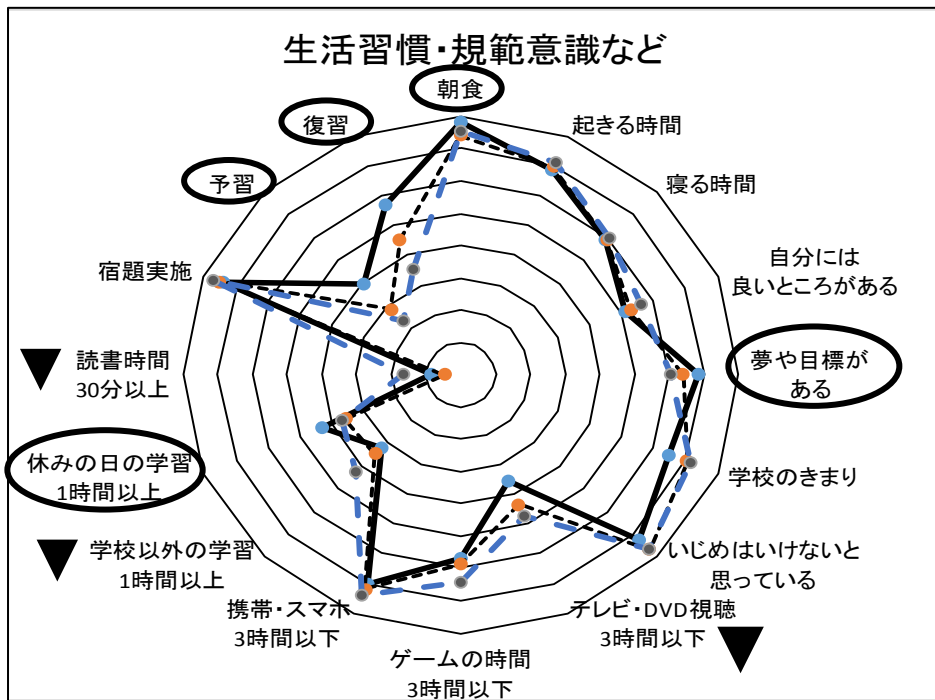 生活習慣・規範意識など
朝食
起きる時間
寝る時間
自分には
良いところがある
夢や目標が
ある
学校のきまり
いじめはいけないと
思っている
テレビ・DVD視聴
3時間以下
ゲームの時間
3時間以下
携帯・スマホ
3時間以下
学校以外の学習
1時間以上
休みの日の学習
1時間以上
読書時間
30分以上
宿題実施
予習
復習